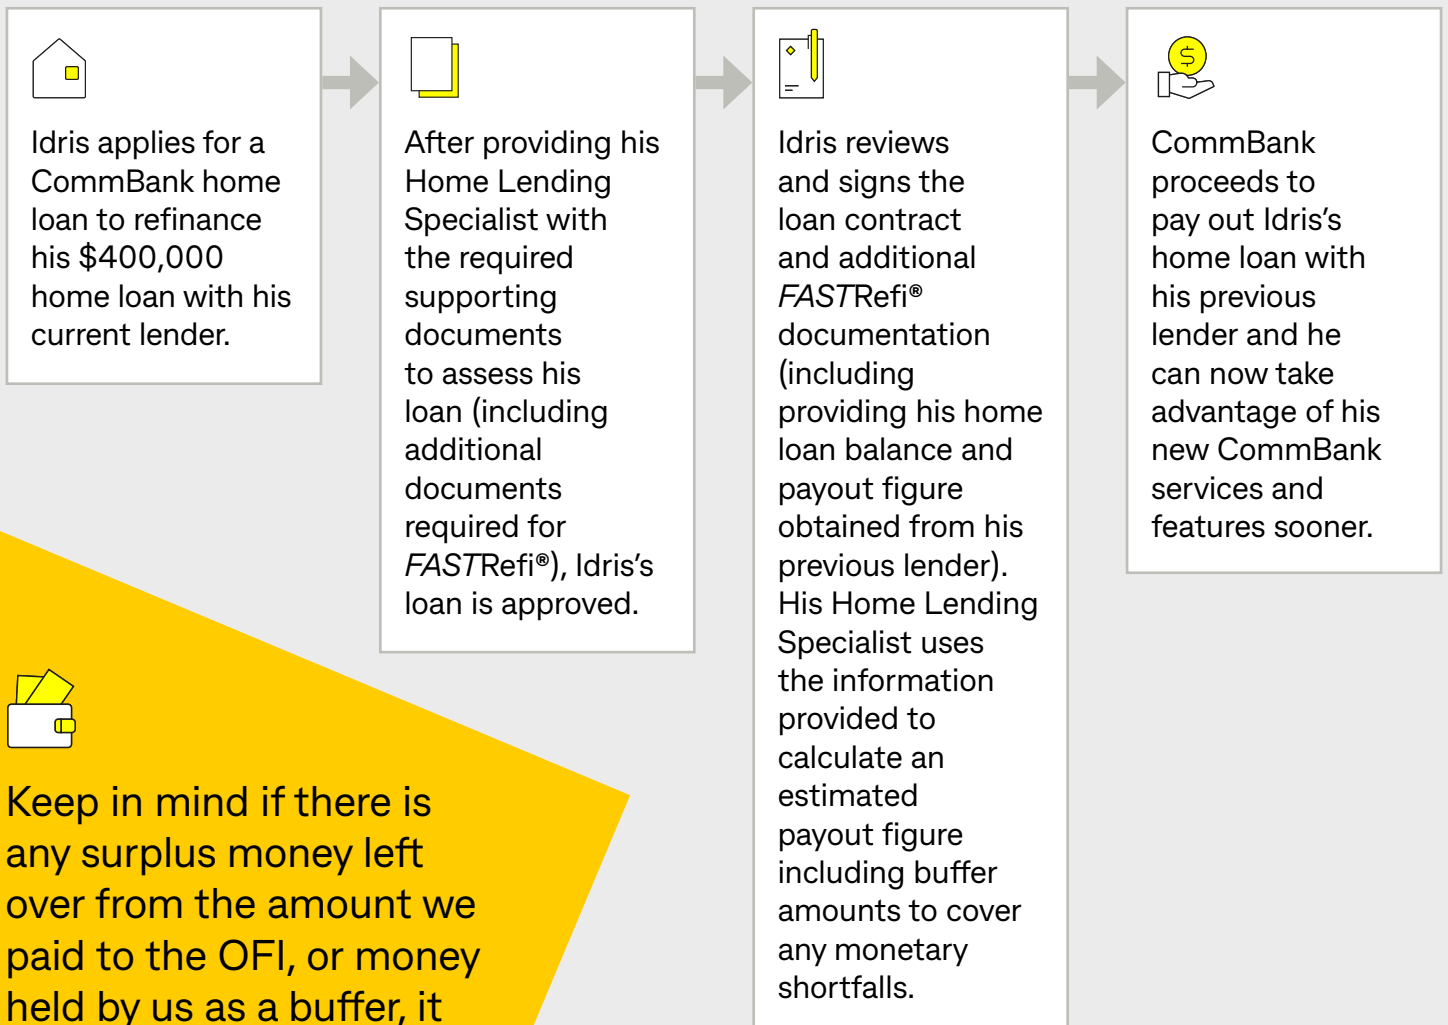 Idris applies for a
CommBank home
loan to refinance
his $400,000
home loan with his
current lender.
After providing his
Home Lending
Specialist with
the required
supporting
documents
to assess his
loan (including
additional
documents
required for
FASTRefi®), Idris’s
loan is approved.
Idris reviews
and signs the
loan contract
and additional
FASTRefi®
documentation
(including
providing his home
loan balance and
payout figure
obtained from his
previous lender).
His Home Lending
Specialist uses
the information
provided to
calculate an
estimated
payout figure
including buffer
amounts to cover
any monetary
shortfalls.
$
CommBank
proceeds to
pay out Idris’s
home loan with
his previous
lender and he
can now take
advantage of his
new CommBank
services and
features sooner.
Keep in mind if there is
any surplus money left
over from the amount we
paid to the OFI, or money
held by us as a buffer, it